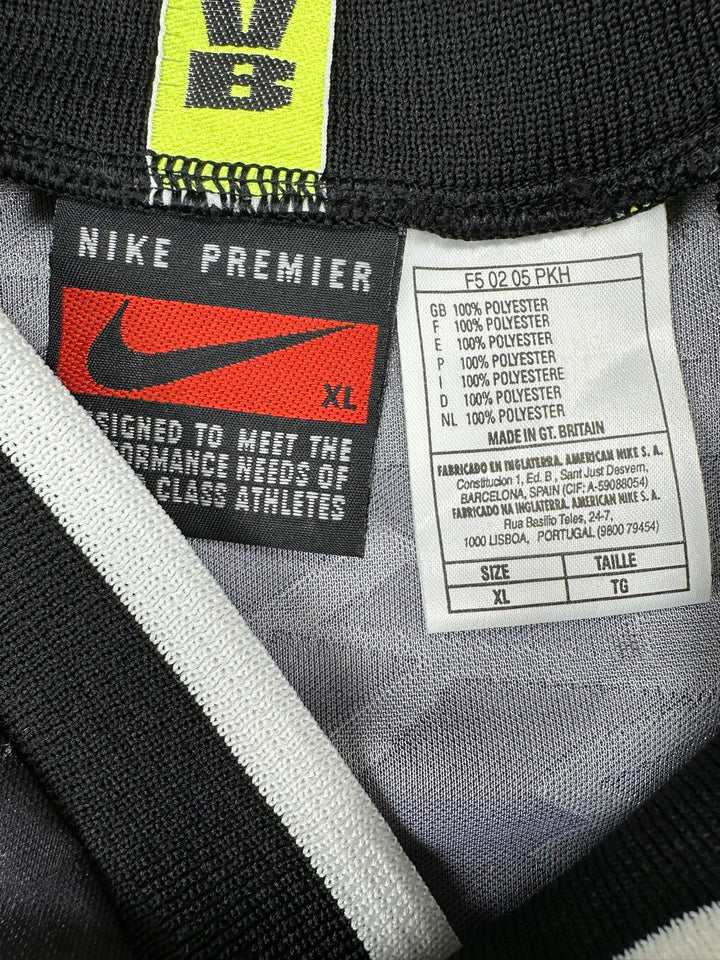 VB
NIKE PREMIER
XL
SIGNED TO MEET THE
ORMANCE NEEDS OF
CLASS ATHLETES
F5 02 05 PKH
GB 100% POLYESTER
F 100% POLYESTER
E 100% POLYESTER
P 100% POLYESTER
I 100% POLYESTERE
D 100% POLYESTER
NL 100% POLYESTER
MADE IN GT. BRITAIN
FABRICADO EN INGLATERRA. AMERICAN NIKE S. A.
Constitucion 1, Ed. B , Sant Just Desvern,
BARCELONA, SPAIN (CIF: A-59088054)
FABRICADO NA INGLATERRA. AMERICAN NIKE S. A.
Rua Basilio Teles, 24-7,
1000 LISBOA, PORTUGAL (9800 79454)
SIZE TAILLE
XL TG